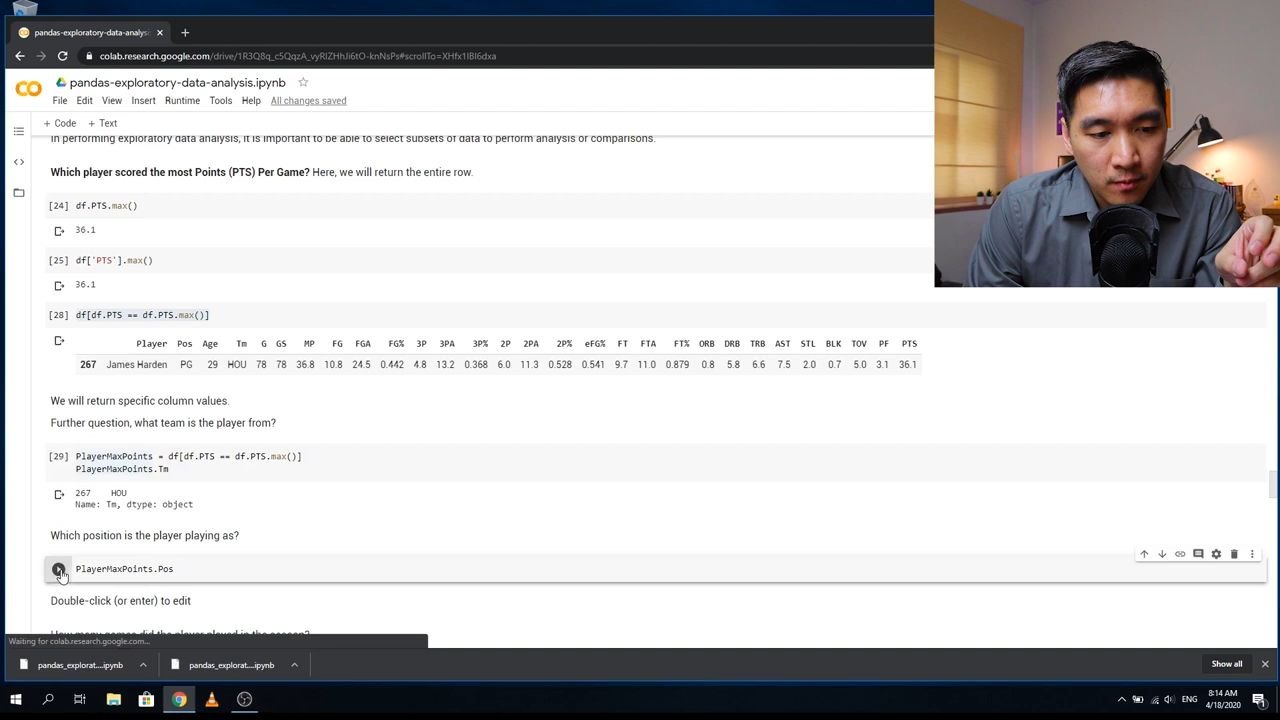 pandas-exploratory-data-analysis
colab.research.google.com/drive/1R3Q8q_c5QqzA_vyRIZHhJi6tO-knNsPs#scrollTo=XHfx1IBI6dxa
pandas-exploratory-data-analysis.ipynb
File Edit View Insert Runtime Tools Help All changes saved
+ Code + Text
In performing exploratory data analysis, it is important to be able to select subsets of data to perform analysis or comparisons.
Which player scored the most Points (PTS) Per Game? Here, we will return the entire row.
[24] df.PTS.max()
36.1
[25] df['PTS'].max()
36.1
[28] df[df.PTS == df.PTS.max()]
Player Pos Age Tm G GS MP FG FGA FG% 3P 3PA 3P% 2P 2PA 2P% eFG% FT FTA FT% ORB DRB TRB AST STL BLK TOV PF PTS
267 James Harden PG 29 HOU 78 78 36.8 10.8 24.5 0.442 4.8 13.2 0.368 6.0 11.3 0.528 0.541 9.7 11.0 0.879 0.8 5.8 6.6 7.5 2.0 0.7 5.0 3.1 36.1
We will return specific column values.
Further question, what team is the player from?
[29] PlayerMaxPoints = df[df.PTS == df.PTS.max()]
PlayerMaxPoints.Tm
267 HOU
Name: Tm, dtype: object
Which position is the player playing as?
PlayerMaxPoints.Pos
Double-click (or enter) to edit
How many games did the player played in the season?
Waiting for colab.research.google.com...
pandas_explorat....ipynb pandas_explorat....ipynb Show all
ENG 8:14 AM
4/18/2020